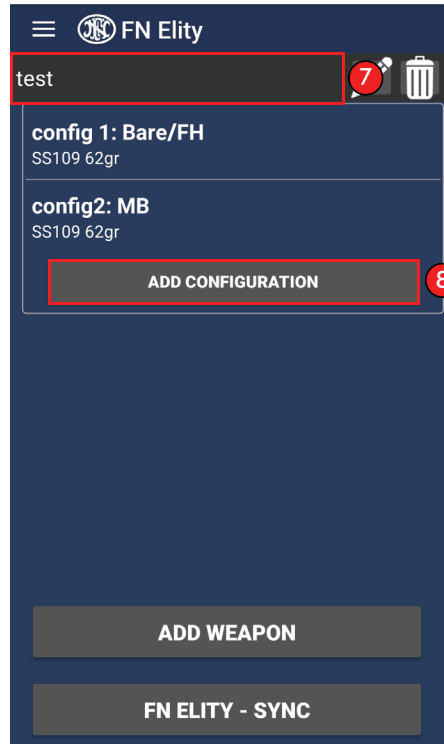 FN Elity
test
7
config 1: Bare/FH
SS109 62gr
config2: MB
SS109 62gr
ADD CONFIGURATION
8
ADD WEAPON
FN ELITY - SYNC